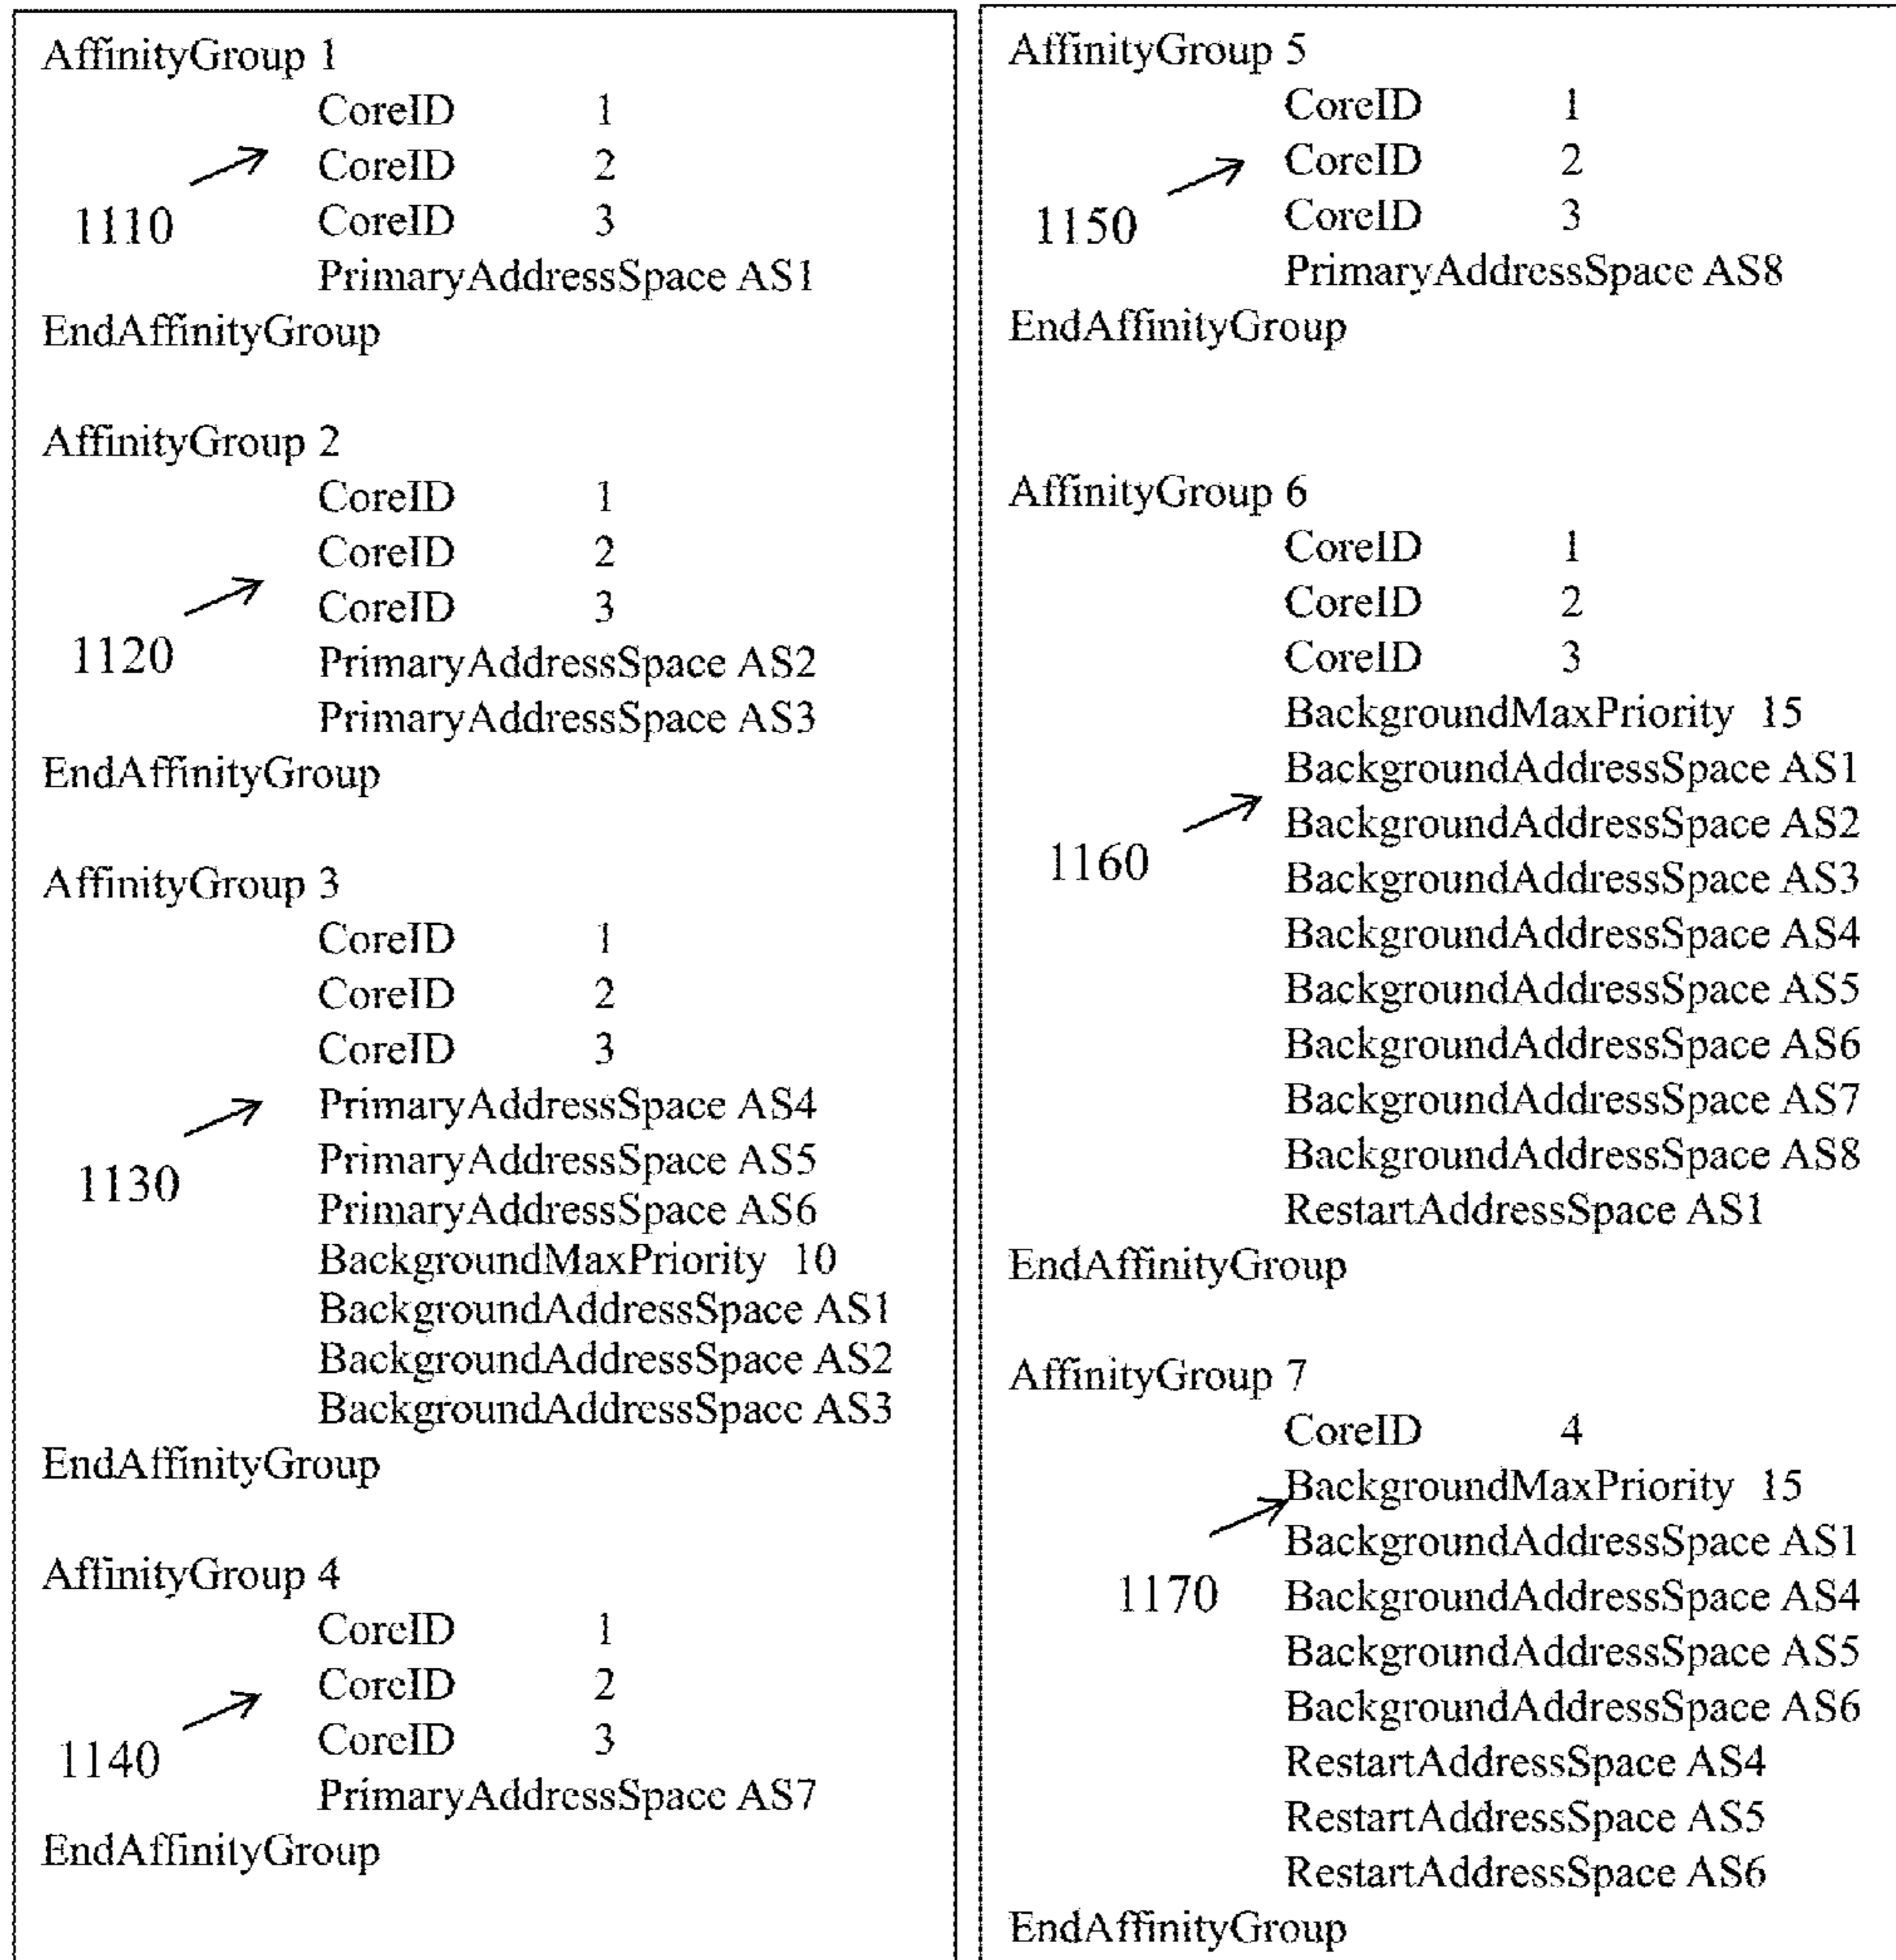 AffinityGroup 1
CoreID 1
CoreID 2
1110
CoreID 3
PrimaryAddressSpace AS1
EndAffinityGroup
AffinityGroup 2
CoreID 1
CoreID 2
CoreID 3
1120
PrimaryAddressSpace AS2
PrimaryAddressSpace AS3
EndAffinityGroup
AffinityGroup 3
CoreID 1
CoreID 2
CoreID 3
PrimaryAddressSpace AS4
PrimaryAddressSpace AS5
1130
PrimaryAddressSpace AS6
BackgroundMaxPriority 10
BackgroundAddressSpace AS1
BackgroundAddressSpace AS2
BackgroundAddressSpace AS3
EndAffinityGroup
AffinityGroup 4
CoreID 1
CoreID 2
CoreID 3
1140
PrimaryAddressSpace AS7
EndAffinityGroup
AffinityGroup 5
CoreID 1
CoreID 2
CoreID 3
1150
PrimaryAddressSpace AS8
EndAffinityGroup
AffinityGroup 6
CoreID 1
CoreID 2
CoreID 3
BackgroundMaxPriority 15
BackgroundAddressSpace AS1
BackgroundAddressSpace AS2
1160
BackgroundAddressSpace AS3
BackgroundAddressSpace AS4
BackgroundAddressSpace AS5
BackgroundAddressSpace AS6
BackgroundAddressSpace AS7
BackgroundAddressSpace AS8
RestartAddressSpace AS1
EndAffinityGroup
AffinityGroup 7
CoreID 4
BackgroundMaxPriority 15
BackgroundAddressSpace AS1
1170
BackgroundAddressSpace AS4
BackgroundAddressSpace AS5
BackgroundAddressSpace AS6
RestartAddressSpace AS4
RestartAddressSpace AS5
RestartAddressSpace AS6
EndAffinityGroup